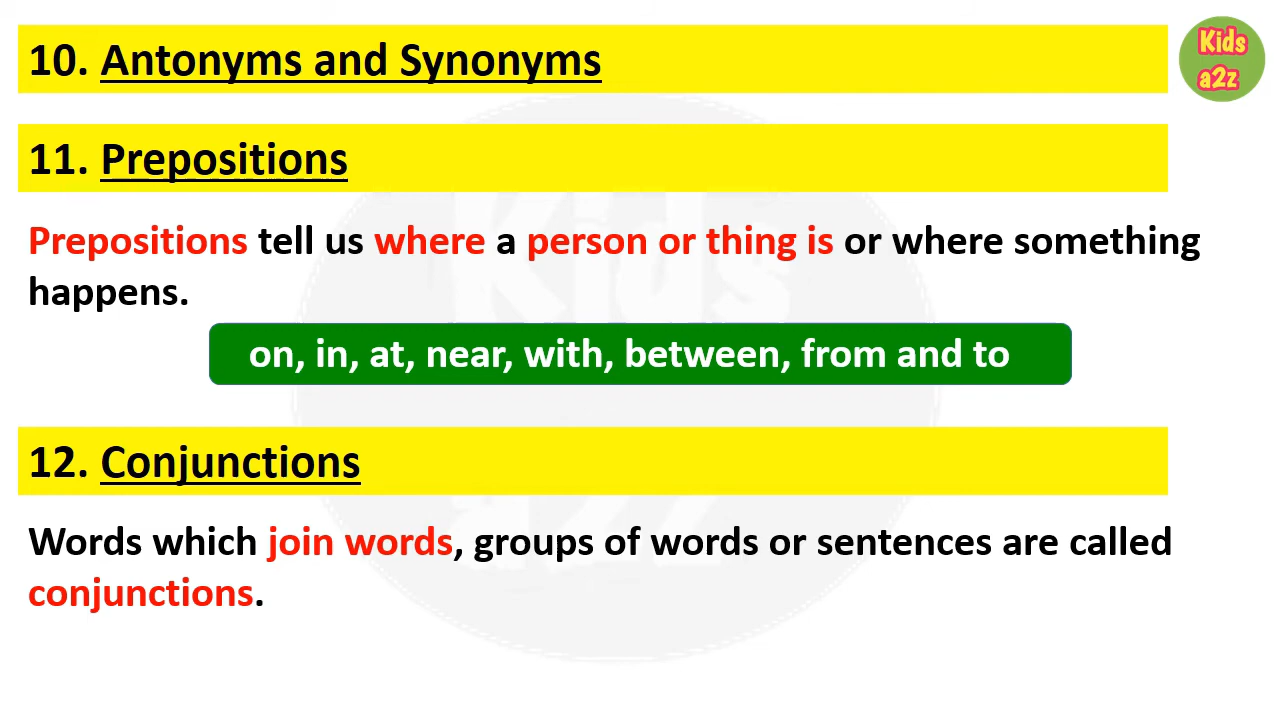 10. Antonyms and Synonyms
Kids
a2z
11. Prepositions
Prepositions tell us where a person or thing is or where something
happens.
on, in, at, near, with, between, from and to
12. Conjunctions
Words which join words, groups of words or sentences are called
conjunctions.
Kids
a2z